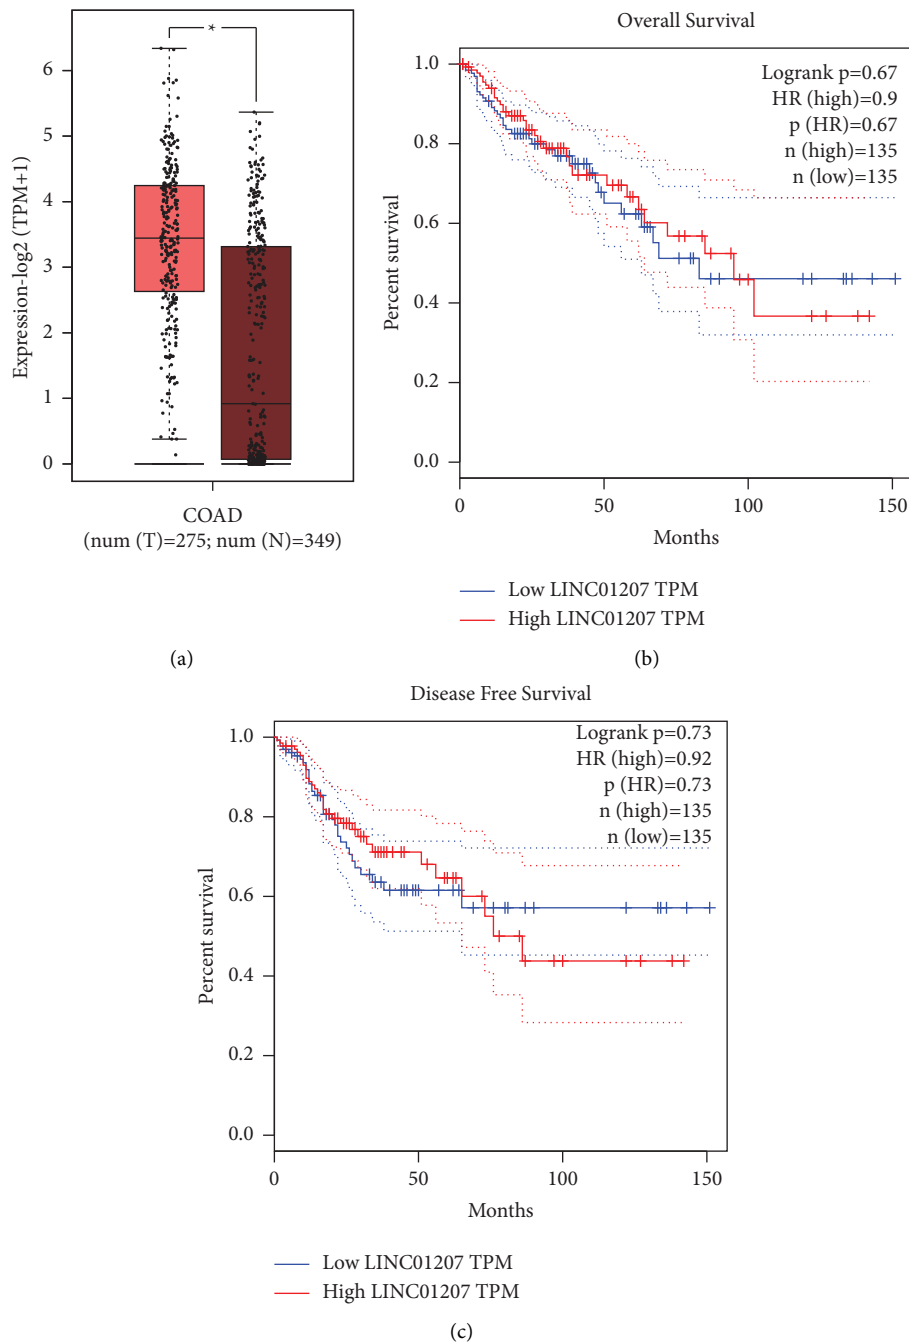 *
Expression-log2 (TPM+1)
6
5
4
3
2
1
0
COAD
(num (T)=275; num (N)=349)
(a)
Overall Survival
Logrank p=0.67
HR (high)=0.9
p (HR)=0.67
n (high)=135
n (low)=135
Percent survival
1.0
0.8
0.6
0.4
0.2
0.0
0 50 100 150
Months
Low LINC01207 TPM
High LINC01207 TPM
(b)
Disease Free Survival
Logrank p=0.73
HR (high)=0.92
p (HR)=0.73
n (high)=135
n (low)=135
Percent survival
1.0
0.8
0.6
0.4
0.2
0.0
0 50 100 150
Months
Low LINC01207 TPM
High LINC01207 TPM
(c)